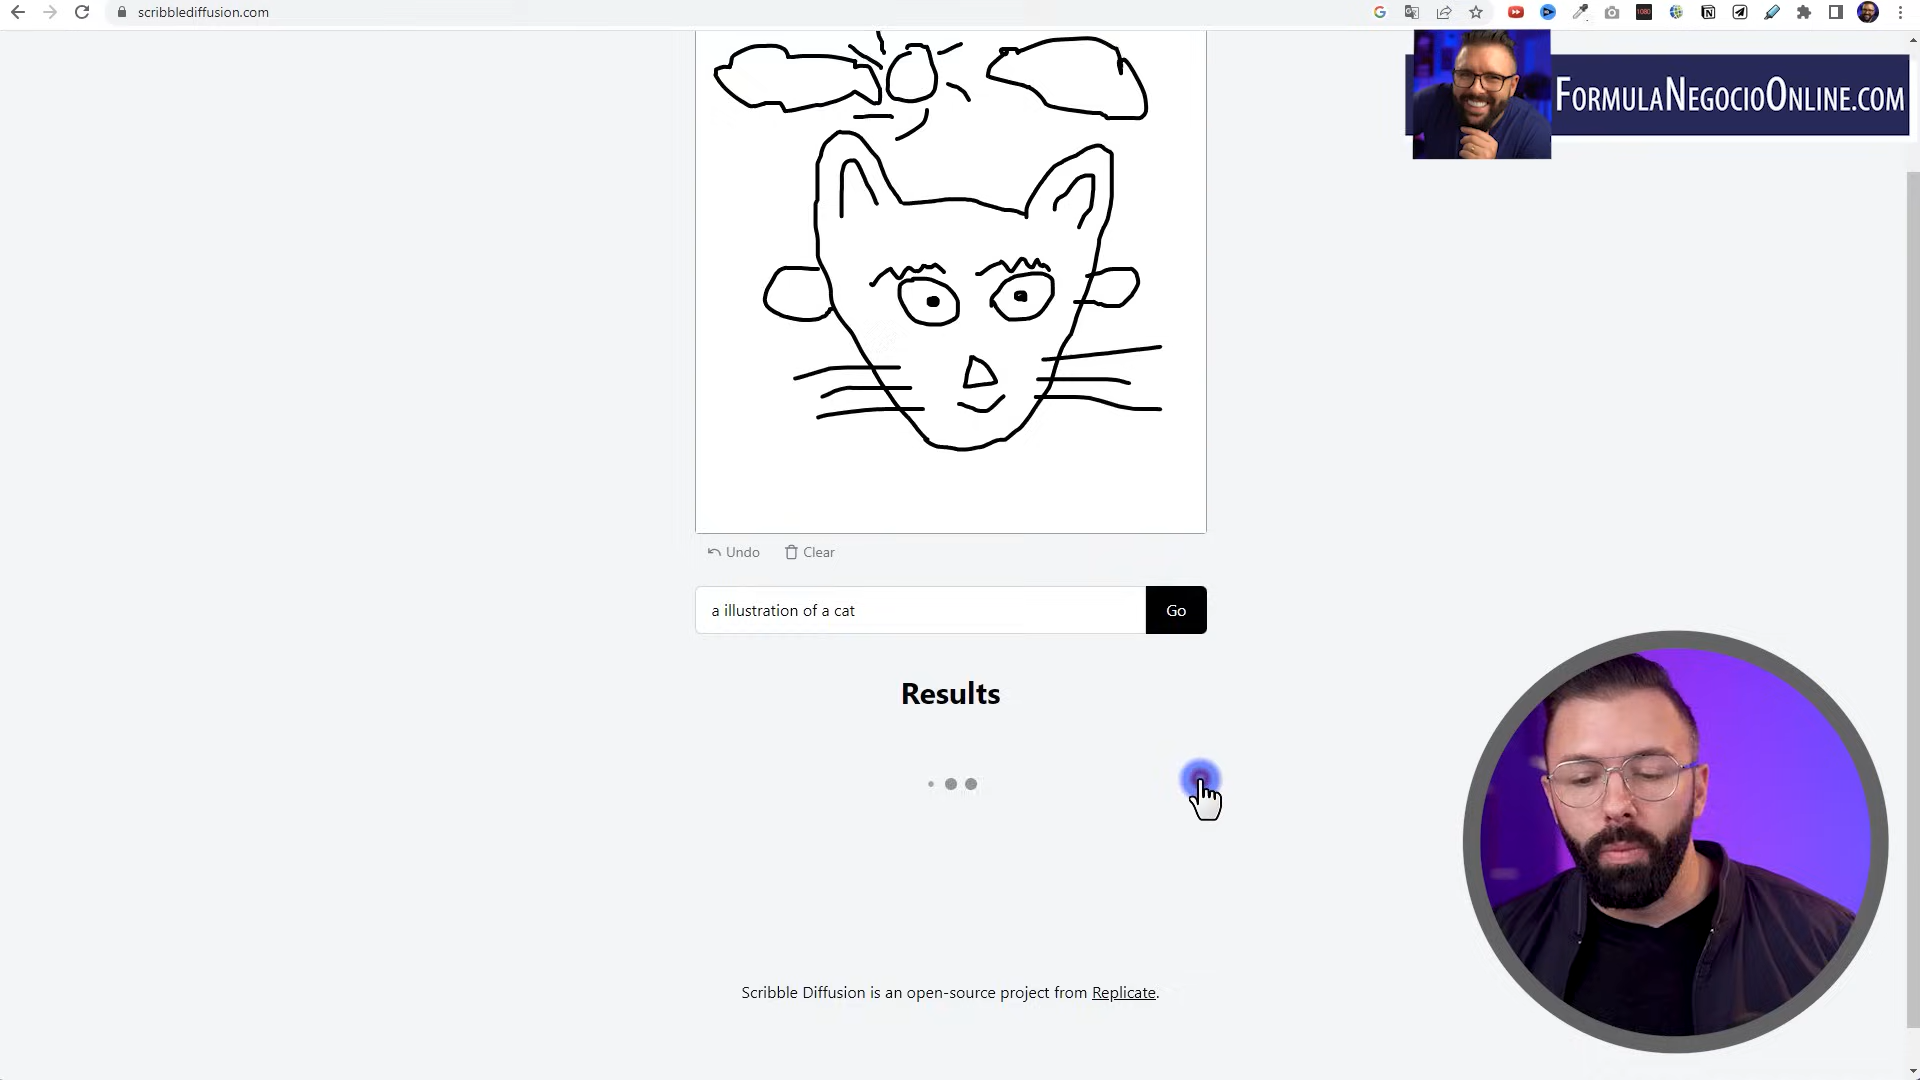 scribblediffusion.com
1080
FORMULANEGOCIOONLINE.COM
Undo
Clear
a illustration of a cat
Go
Results
Scribble Diffusion is an open-source project from Replicate.